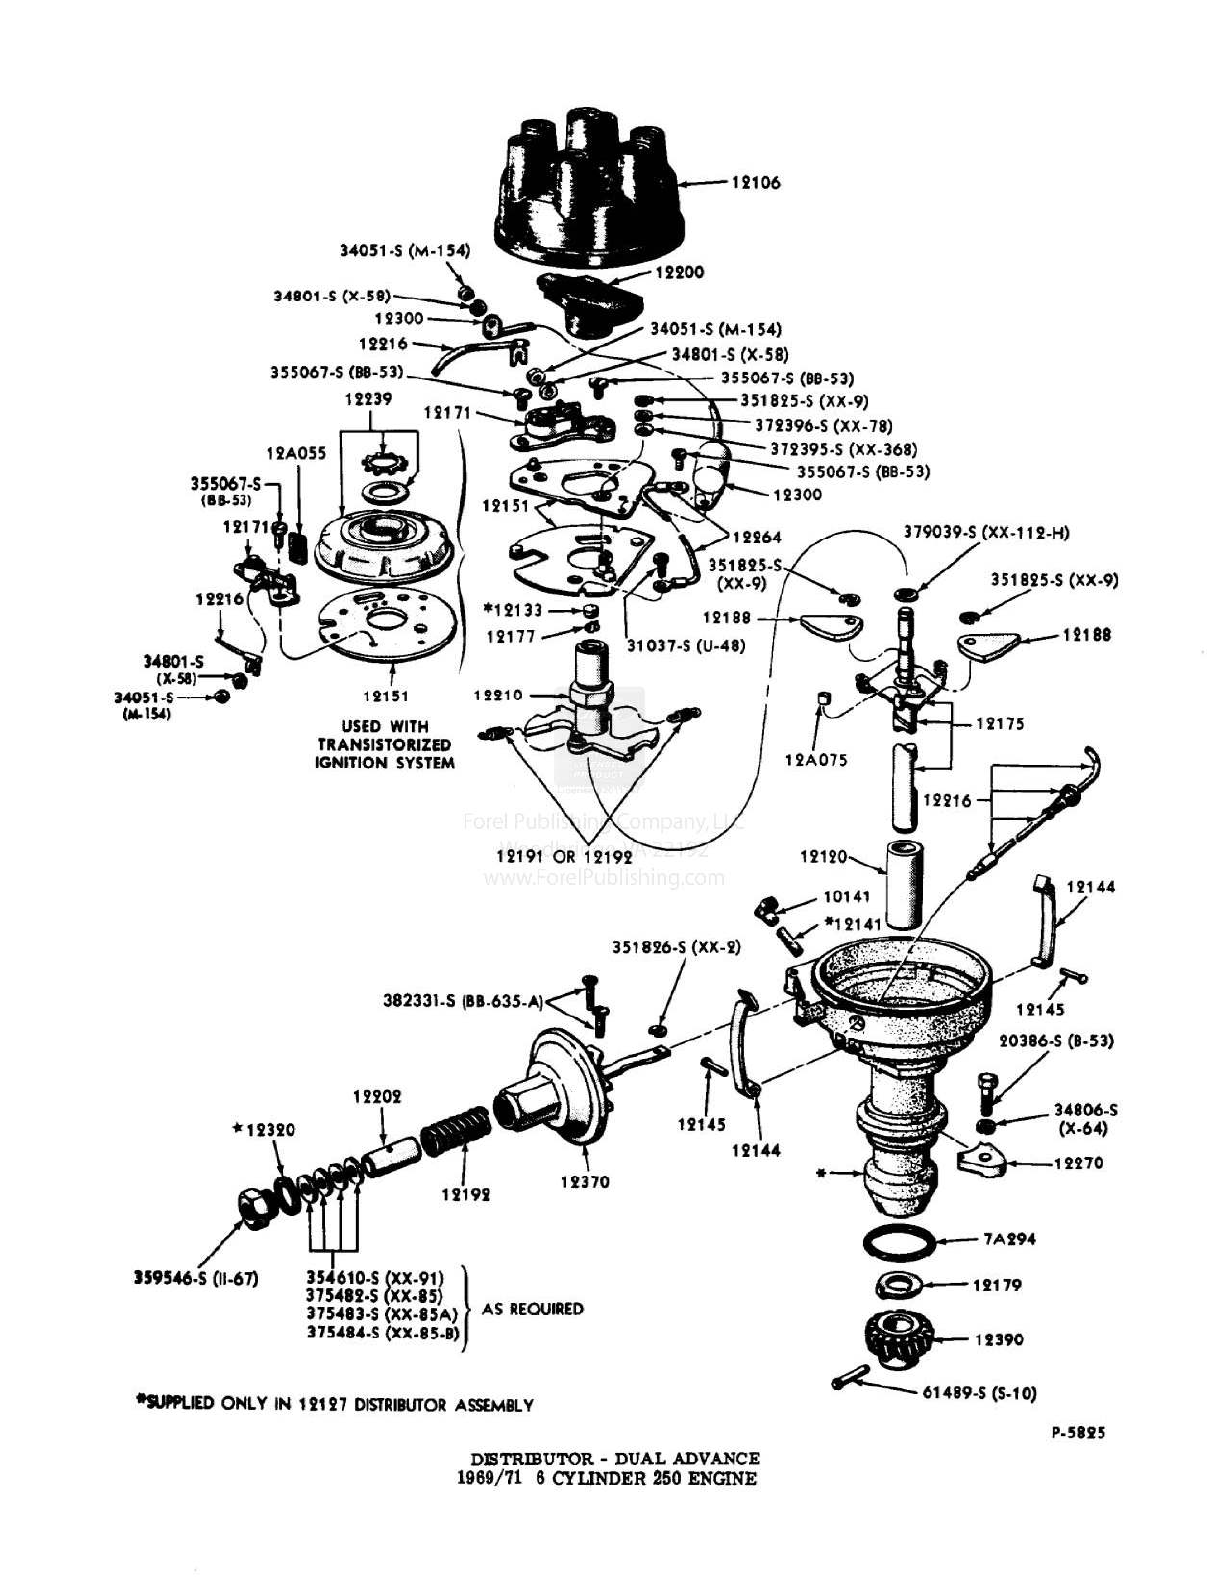 12106
34051-S (M-154)
12200
34801-S (X-58)
12300
34051-S (M-154)
12216
34801-S (X-58)
355067-S (BB-53)
355067-S (BB-53)
12239
351825-S (XX-9)
12171
372396-S (XX-78)
12A055
372395-S (XX-368)
355067-S (BB-53)
355067-S
(BB-53)
12300
12151
12171
379039-S (XX-112-H)
12264
351825-S
(XX-9)
351825-S (XX-9)
12216
*12133
12188
12188
12177
31037-S (U-48)
34801-S
(X-58)
34051-S
(M-154)
12151
12210
12175
USED WITH
TRANSISTORIZED
IGNITION SYSTEM
12A075
12216
Forel Publishing Company, LLC
Woodbridge VA 22192
www.ForelPublishing.com
12191 OR 12192
12120
12144
10141
*12141
351826-S (XX-2)
382331-S (BB-635-A)
12145
20386-S (B-53)
12202
34806-S
(X-64)
*12320
12145
12144
12270
*
12192
12370
7A294
359546-S (II-67)
354610-S (XX-91)
375482-S (XX-85)
375483-S (XX-85A)
375484-S (XX-85-B)
AS REQUIRED
12179
12390
61489-S (S-10)
*SUPPLIED ONLY IN 12127 DISTRIBUTOR ASSEMBLY
P-5825
DISTRIBUTOR - DUAL ADVANCE
1969/71 6 CYLINDER 250 ENGINE